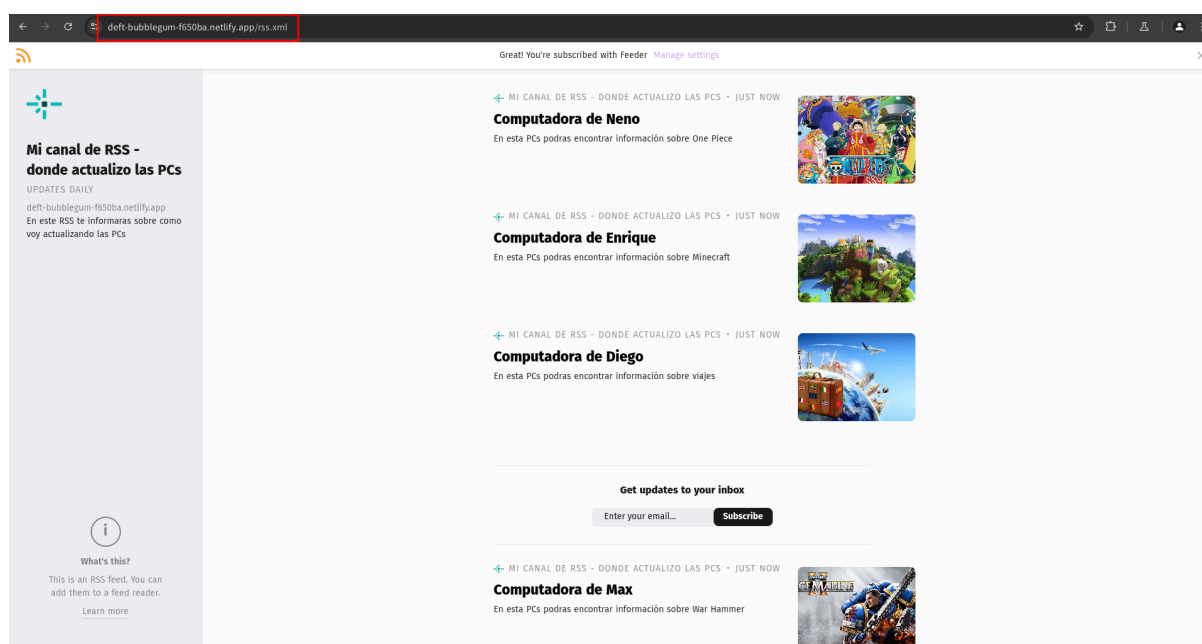 deft-bubblegum-f650ba.netlify.app/rss.xml
Great! You're subscribed with Feeder Manage settings
Mi canal de RSS -
donde actualizo las PCs
UPDATES DAILY
deft-bubblegum-f650ba.netlify.app
En este RSS te informaras sobre como
voy actualizando las PCs
What's this?
This is an RSS feed. You can
add them to a feed reader.
Learn more
MI CANAL DE RSS - DONDE ACTUALIZO LAS PCS • JUST NOW
Computadora de Neno
En esta PCs podras encontrar información sobre One Piece
ONE PIECE
MI CANAL DE RSS - DONDE ACTUALIZO LAS PCS • JUST NOW
Computadora de Enrique
En esta PCs podras encontrar información sobre Minecraft
MI CANAL DE RSS - DONDE ACTUALIZO LAS PCS • JUST NOW
Computadora de Diego
En esta PCs podras encontrar información sobre viajes
Get updates to your inbox
Enter your email... Subscribe
MI CANAL DE RSS - DONDE ACTUALIZO LAS PCS • JUST NOW
Computadora de Max
En esta PCs podras encontrar información sobre War Hammer